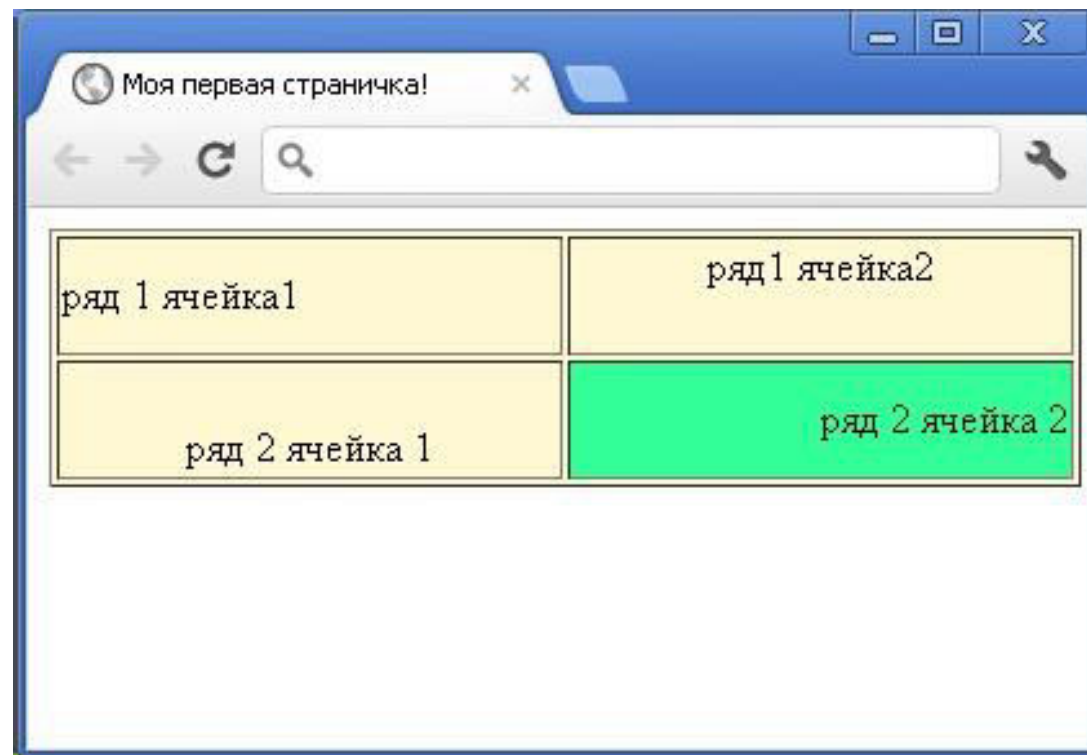 Моя первая страничка!
ряд 1 ячейка1
ряд1 ячейка2
ряд 2 ячейка 1
ряд 2 ячейка 2